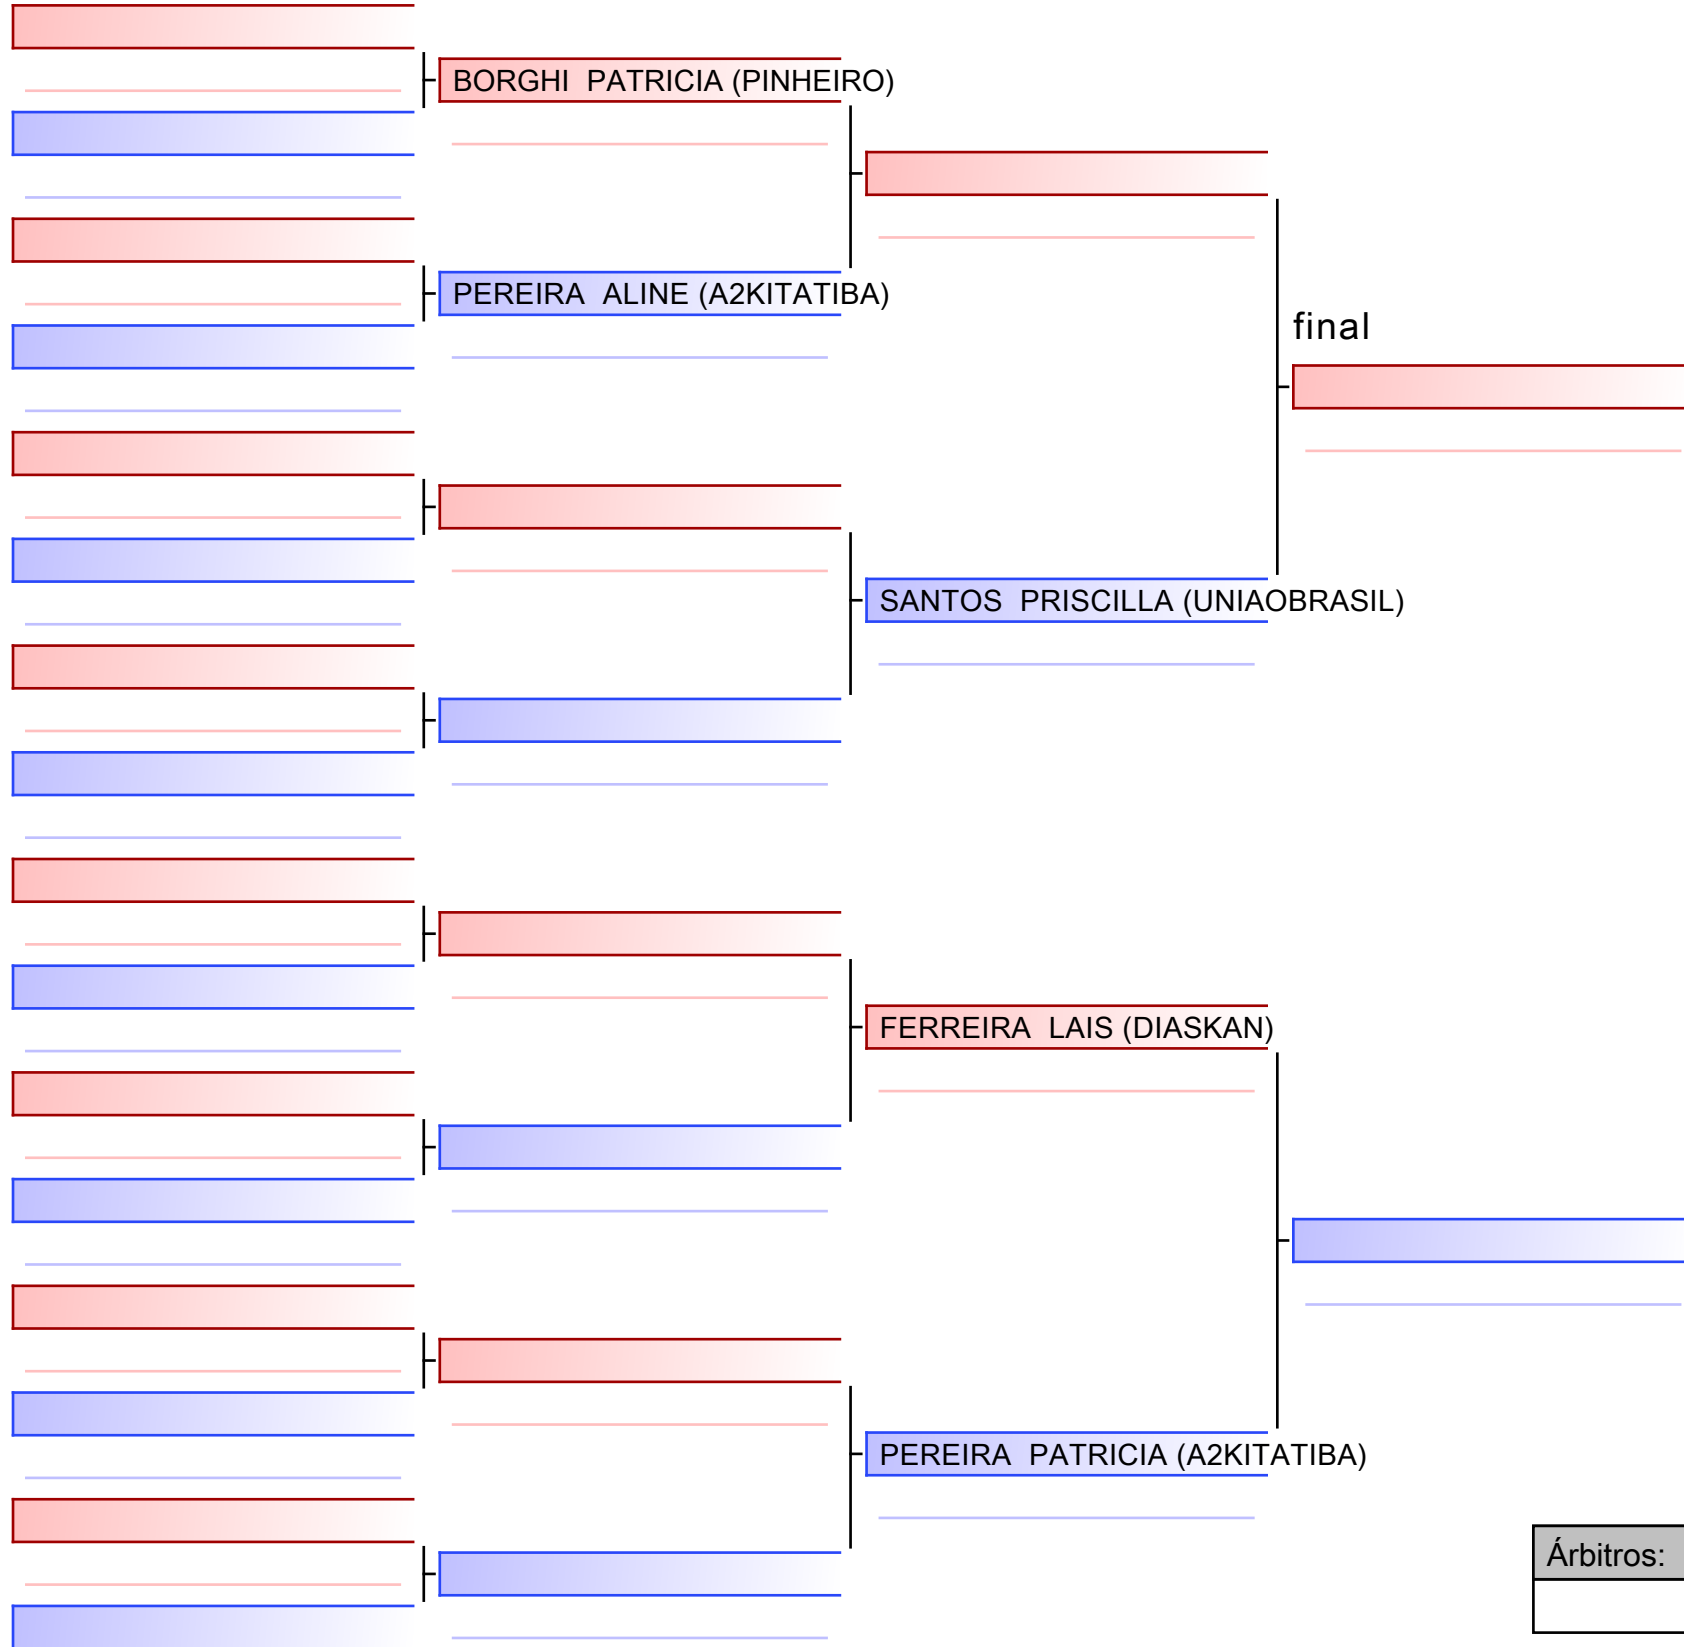 BORGHI PATRICIA (PINHEIRO)
PEREIRA ALINE (A2KITATIBA)
final
SANTOS PRISCILLA (UNIAOBRASIL)
FERREIRA LAIS (DIASKAN)
PEREIRA PATRICIA (A2KITATIBA)
Árbitros: